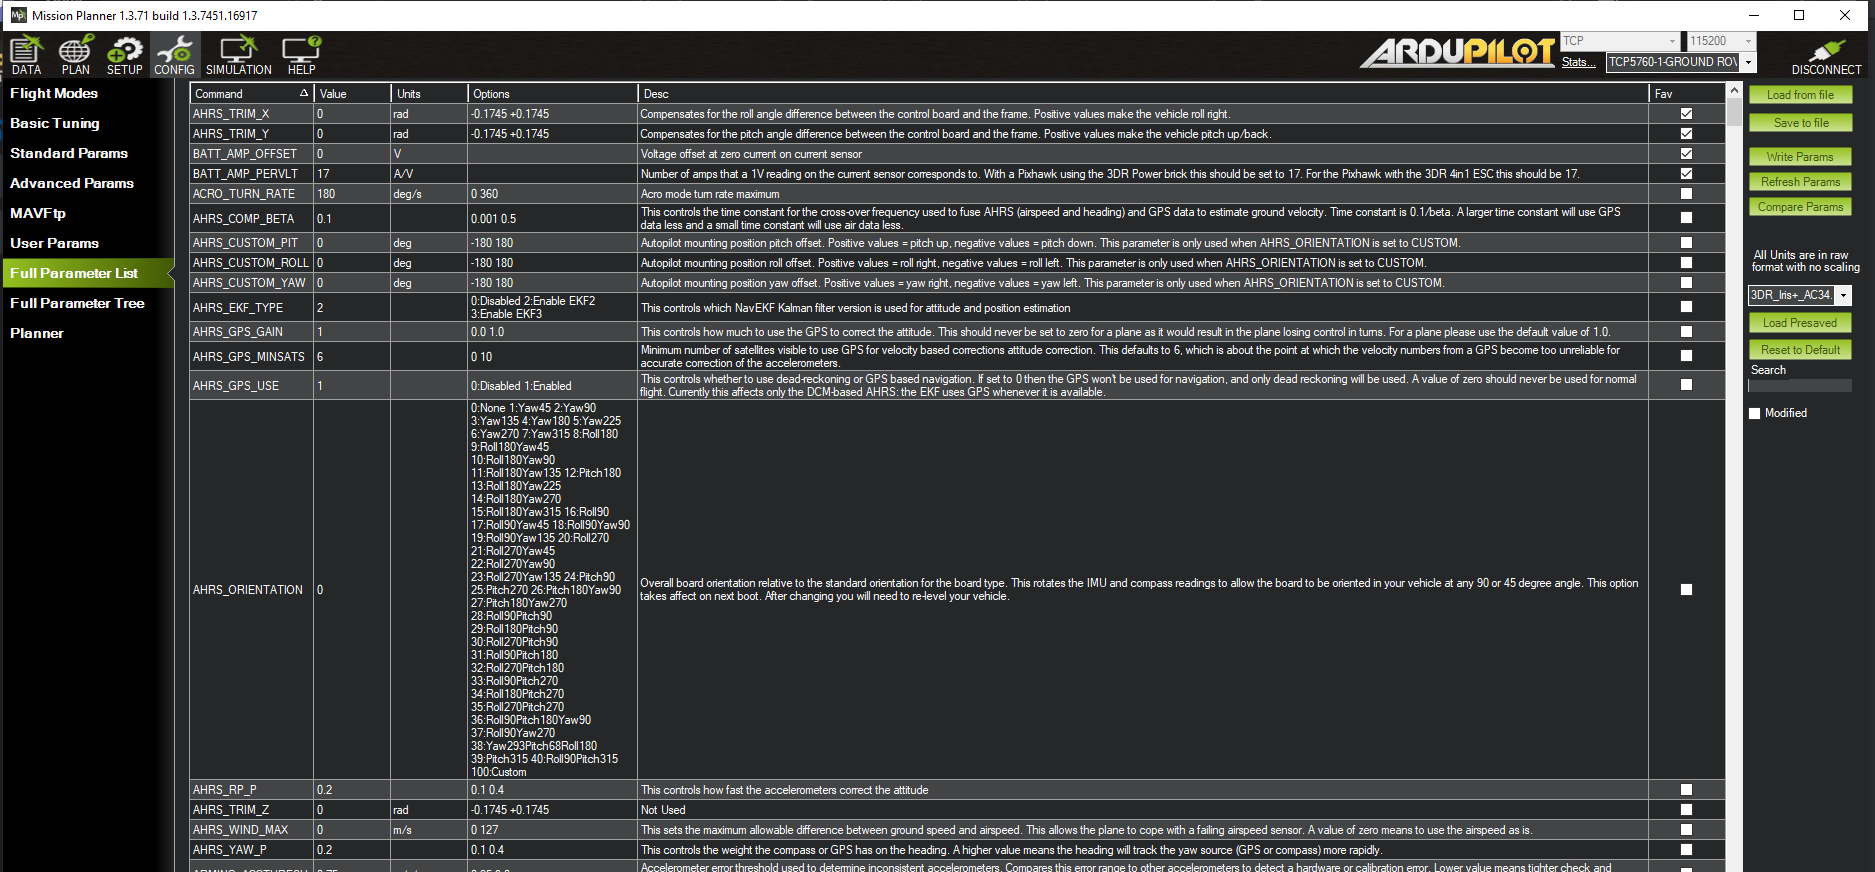 Mission Planner 1.3.71 build 1.3.7451.16917
DATA PLAN SETUP CONFIG SIMULATION HELP
ARDUPILOT
TCP 115200
Stats... TCP5760-1-GROUND ROV
DISCONNECT
Flight Modes
Basic Tuning
Standard Params
Advanced Params
MAVFtp
User Params
Full Parameter List
Full Parameter Tree
Planner
Command Value Units Options Desc Fav
AHRS_TRIM_X 0 rad -0.1745 +0.1745 Compensates for the roll angle difference between the control board and the frame. Positive values make the vehicle roll right.
AHRS_TRIM_Y 0 rad -0.1745 +0.1745 Compensates for the pitch angle difference between the control board and the frame. Positive values make the vehicle pitch up/back.
BATT_AMP_OFFSET 0 V Voltage offset at zero current on current sensor
BATT_AMP_PERVLT 17 A/V Number of amps that a 1V reading on the current sensor corresponds to. With a Pixhawk using the 3DR Power brick this should be set to 17. For the Pixhawk with the 3DR 4in1 ESC this should be 17.
ACRO_TURN_RATE 180 deg/s 0 360 Acro mode turn rate maximum
AHRS_COMP_BETA 0.1 0.001 0.5 This controls the time constant for the cross-over frequency used to fuse AHRS (airspeed and heading) and GPS data to estimate ground velocity. Time constant is 0.1/beta. A larger time constant will use GPS
data less and a small time constant will use air data less.
AHRS_CUSTOM_PIT 0 deg -180 180 Autopilot mounting position pitch offset. Positive values = pitch up, negative values = pitch down. This parameter is only used when AHRS_ORIENTATION is set to CUSTOM.
AHRS_CUSTOM_ROLL 0 deg -180 180 Autopilot mounting position roll offset. Positive values = roll right, negative values = roll left. This parameter is only used when AHRS_ORIENTATION is set to CUSTOM.
AHRS_CUSTOM_YAW 0 deg -180 180 Autopilot mounting position yaw offset. Positive values = yaw right, negative values = yaw left. This parameter is only used when AHRS_ORIENTATION is set to CUSTOM.
AHRS_EKF_TYPE 2 0:Disabled 2:Enable EKF2
3:Enable EKF3 This controls which NavEKF Kalman filter version is used for attitude and position estimation
AHRS_GPS_GAIN 1 0.0 1.0 This controls how much to use the GPS to correct the attitude. This should never be set to zero for a plane as it would result in the plane losing control in turns. For a plane please use the default value of 1.0.
AHRS_GPS_MINSATS 6 0 10 Minimum number of satellites visible to use GPS for velocity based corrections attitude correction. This defaults to 6, which is about the point at which the velocity numbers from a GPS become too unreliable for
accurate correction of the accelerometers.
AHRS_GPS_USE 1 0:Disabled 1:Enabled This controls whether to use dead-reckoning or GPS based navigation. If set to 0 then the GPS won't be used for navigation, and only dead reckoning will be used. A value of zero should never be used for normal
flight. Currently this affects only the DCM-based AHRS: the EKF uses GPS whenever it is available.
0:None 1:Yaw45 2:Yaw90
3:Yaw135 4:Yaw180 5:Yaw225
6:Yaw270 7:Yaw315 8:Roll180
9:Roll180Yaw45
10:Roll180Yaw90
11:Roll180Yaw135 12:Pitch180
13:Roll180Yaw225
14:Roll180Yaw270
15:Roll180Yaw315 16:Roll90
17:Roll90Yaw45 18:Roll90Yaw90
19:Roll90Yaw135 20:Roll270
21:Roll270Yaw45
22:Roll270Yaw90
23:Roll270Yaw135 24:Pitch90
25:Pitch270 26:Pitch180Yaw90
27:Pitch180Yaw270
28:Roll90Pitch90
29:Roll180Pitch90
30:Roll270Pitch90
31:Roll90Pitch180
32:Roll270Pitch180
33:Roll90Pitch270
34:Roll180Pitch270
35:Roll270Pitch270
36:Roll90Pitch180Yaw90
37:Roll90Yaw270
38:Yaw293Pitch68Roll180
39:Pitch315 40:Roll90Pitch315
100:Custom
AHRS_ORIENTATION 0 Overall board orientation relative to the standard orientation for the board type. This rotates the IMU and compass readings to allow the board to be oriented in your vehicle at any 90 or 45 degree angle. This option
takes affect on next boot. After changing you will need to re-level your vehicle.
AHRS_RP_P 0.2 0.1 0.4 This controls how fast the accelerometers correct the attitude
AHRS_TRIM_Z 0 rad -0.1745 +0.1745 Not Used
AHRS_WIND_MAX 0 m/s 0 127 This sets the maximum allowable difference between ground speed and airspeed. This allows the plane to cope with a failing airspeed sensor. A value of zero means to use the airspeed as is.
AHRS_YAW_P 0.2 0.1 0.4 This controls the weight the compass or GPS has on the heading. A higher value means the heading will track the yaw source (GPS or compass) more rapidly.
Accelerometer error threshold used to determine inconsistent accelerometers. Compares this error range to other accelerometers to detect a hardware or calibration error. Lower value means tighter check and
Load from file
Save to file
Write Params
Refresh Params
Compare Params
All Units are in raw
format with no scaling
3DR_Iris+_AC34.
Load Presaved
Reset to Default
Search
Modified